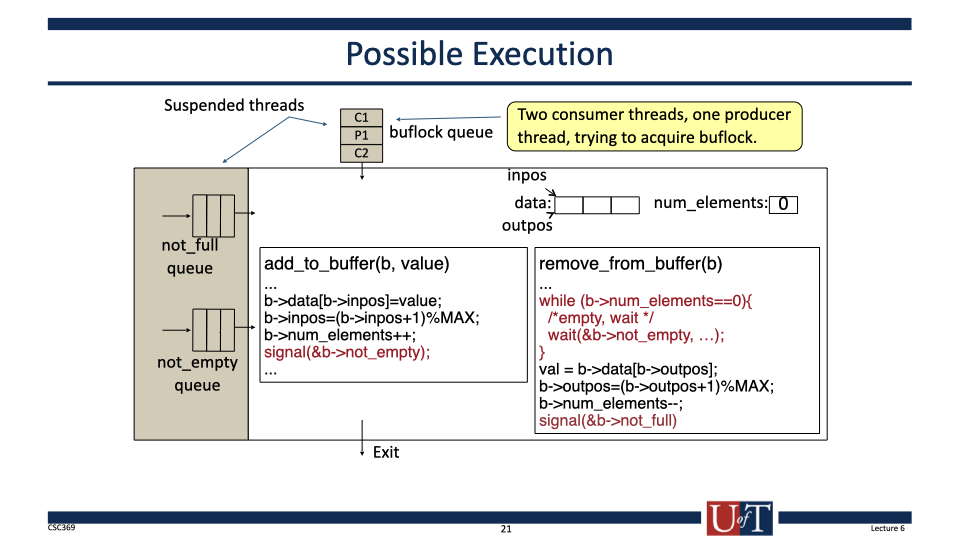 Possible Execution
Suspended threads
C1
P1
C2
buflock queue
Two consumer threads, one producer
thread, trying to acquire buflock.
inpos
data:
num_elements:
0
outpos
not_full
queue
not_empty
queue
add_to_buffer(b, value)
...
b->data[b->inpos]=value;
b->inpos=(b->inpos+1)%MAX;
b->num_elements++;
signal(&b->not_empty);
...
remove_from_buffer(b)
...
while (b->num_elements==0){
/*empty, wait */
wait(&b->not_empty, …);
}
val = b->data[b->outpos];
b->outpos=(b->outpos+1)%MAX;
b->num_elements--;
signal(&b->not_full)
Exit
CSC369
21
UofT
Lecture 6